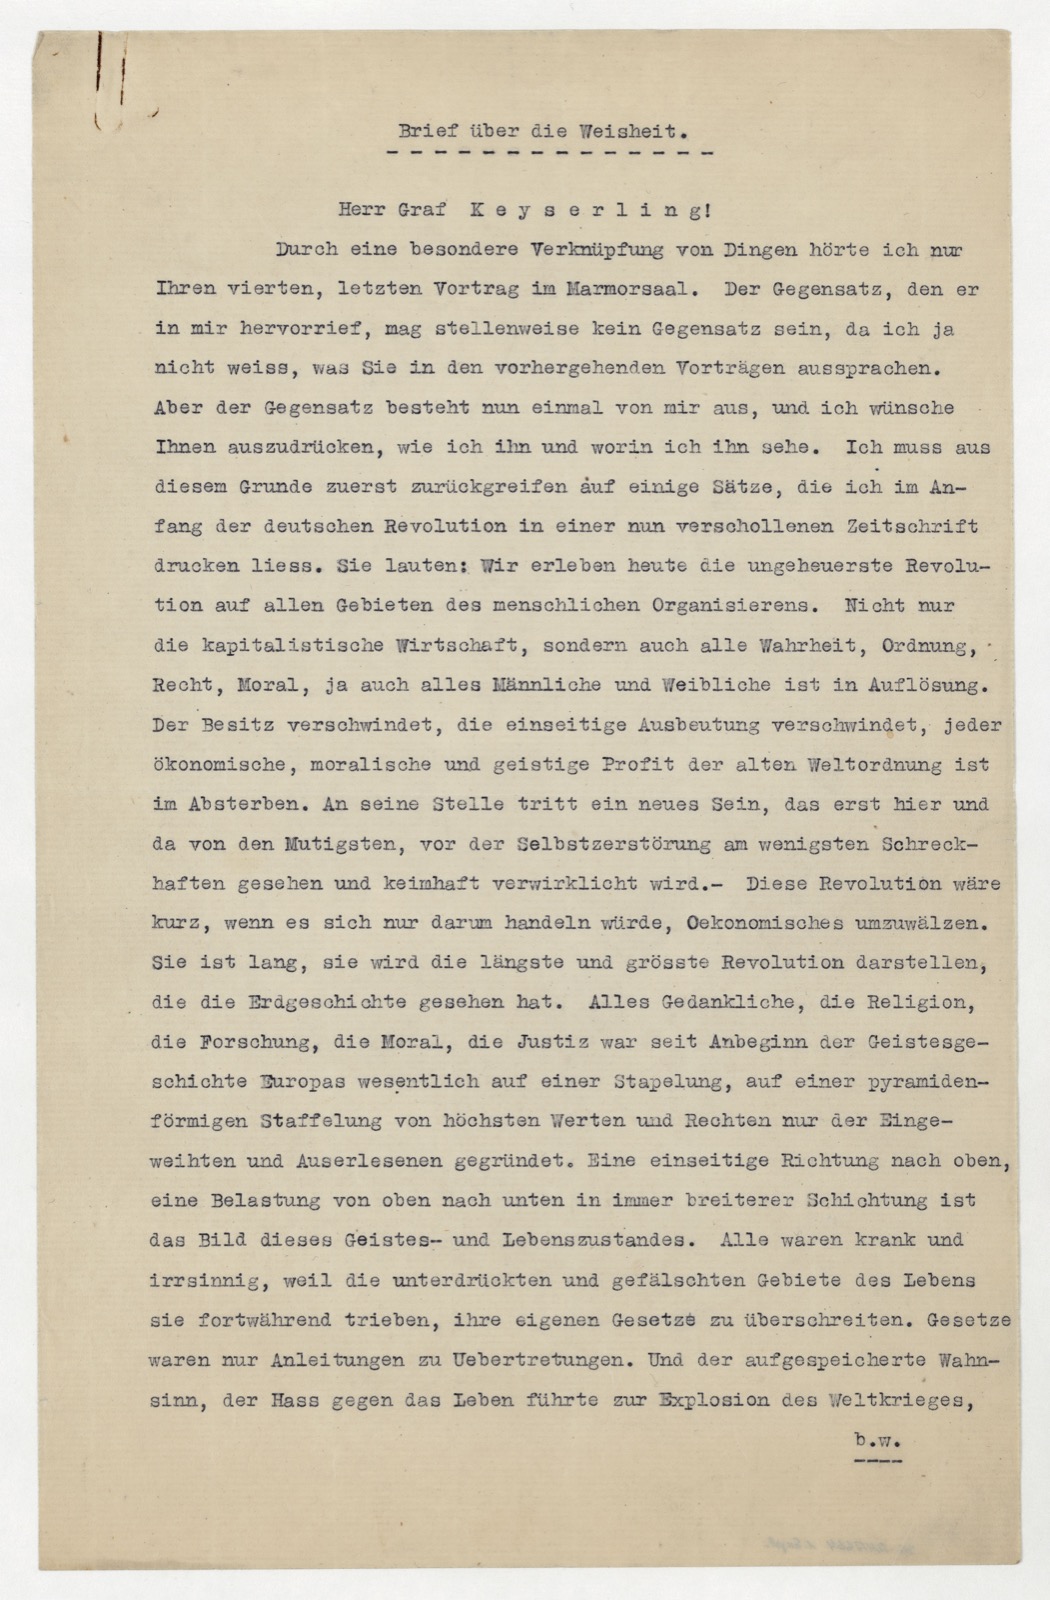 Brief über die Weisheit.
Herr Graf K e y s e r l i n g!
Durch eine besondere Verknüpfung von Dingen hörte ich nur
Ihren vierten, letzten Vortrag im Marmorsaal. Der Gegensatz, den er
in mir hervorrief, mag stellenweise kein Gegensatz sein, da ich ja
nicht weiss, was Sie in den vorhergehenden Vorträgen aussprachen.
Aber der Gegensatz besteht nun einmal von mir aus, und ich wünsche
Ihnen auszudrücken, wie ich ihn und worin ich ihn sehe. Ich muss aus
diesem Grunde zuerst zurückgreifen auf einige Sätze, die ich im An-
fang der deutschen Revolution in einer nun verschollenen Zeitschrift
drucken liess. Sie lauten: Wir erleben heute die ungeheuerste Revolu-
tion auf allen Gebieten des menschlichen Organisierens. Nicht nur
die kapitalistische Wirtschaft, sondern auch alle Wahrheit, Ordnung,
Recht, Moral, ja auch alles Männliche und Weibliche ist in Auflösung.
Der Besitz verschwindet, die einseitige Ausbeutung verschwindet, jeder
ökonomische, moralische und geistige Profit der alten Weltordnung ist
im Absterben. An seine Stelle tritt ein neues Sein, das erst hier und
da von den Mutigsten, vor der Selbstzerstörung am wenigsten Schreck-
haften gesehen und keimhaft verwirklicht wird.- Diese Revolution wäre
kurz, wenn es sich nur darum handeln würde, Oekonomisches umzuwälzen.
Sie ist lang, sie wird die längste und grösste Revolution darstellen,
die die Erdgeschichte gesehen hat. Alles Gedankliche, die Religion,
die Forschung, die Moral, die Justiz war seit Anbeginn der Geistesge-
schichte Europas wesentlich auf einer Stapelung, auf einer pyramiden-
förmigen Staffelung von höchsten Werten und Rechten nur der Einge-
weihten und Auserlesenen gegründet. Eine einseitige Richtung nach oben,
eine Belastung von oben nach unten in immer breiterer Schichtung ist
das Bild dieses Geistes- und Lebenszustandes. Alle waren krank und
irrsinnig, weil die unterdrückten und gefälschten Gebiete des Lebens
sie fortwährend trieben, ihre eigenen Gesetze zu überschreiten. Gesetze
waren nur Anleitungen zu Uebertretungen. Und der aufgespeicherte Wahn-
sinn, der Hass gegen das Leben führte zur Explosion des Weltkrieges,
b.w.